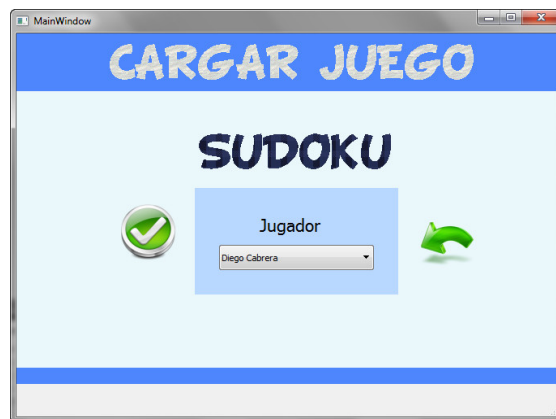 MainWindow
CARGAR JUEGO
SUDOKU
Jugador
Diego Cabrera